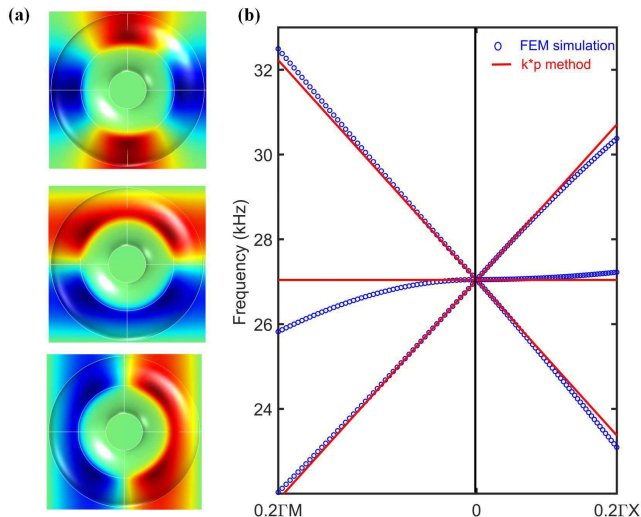 (a)
(b)
FEM simulation
k*p method
Frequency (kHz)
32
30
28
26
24
0.2ΓM
0
0.2ΓX